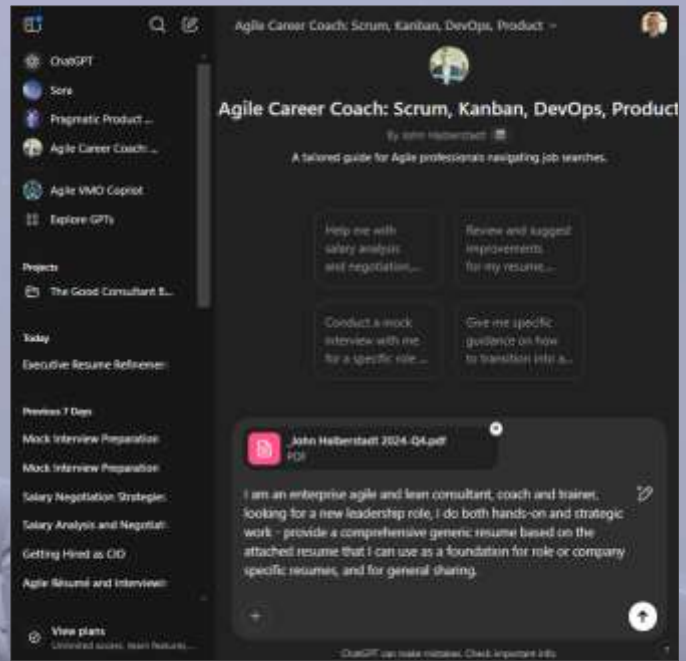 ChatGPT
Sora
Pragmatic Product ...
Agile Career Coach: ...
Agile VMO Copilot
Explore GPTs
Projects
The Good Consultant B...
Today
Executive Resume Refinemen
Previous 7 Days
Mock Interview Preparation
Mock Interview Preparation
Salary Negotiation Strategies
Salary Analysis and Negotiati
Getting Hired as CIO
Agile Résumé and Interviewi
View plans
Unlimited access, team features...
Agile Career Coach: Scrum, Kanban, DevOps, Product
Agile Career Coach: Scrum, Kanban, DevOps, Product
By John Halberstadt
A tailored guide for Agile professionals navigating job searches.
Help me with
salary analysis
and negotiation,...
Review and suggest
improvements
for my resume...
Conduct a mock
interview with me
for a specific role ...
Give me specific
guidance on how
to transition into a...
_John Halberstadt 2024-Q4.pdf
PDF
I am an enterprise agile and lean consultant, coach and trainer,
looking for a new leadership role, I do both hands-on and strategic
work - provide a comprehensive generic resume based on the
attached resume that I can use as a foundation for role or company
specific resumes, and for general sharing.
ChatGPT can make mistakes. Check important info.
?